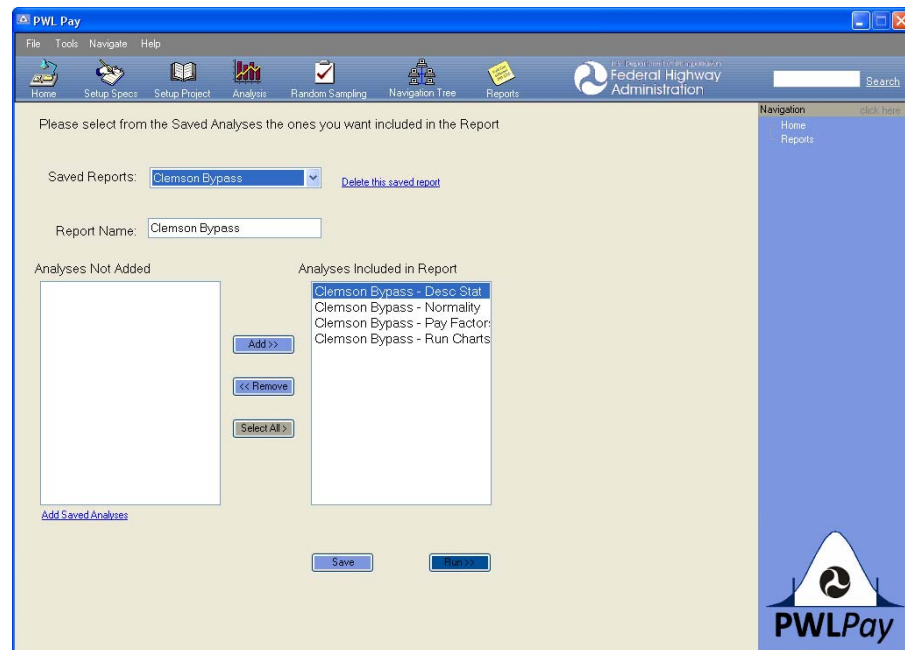 PWL Pay
File Tools Navigate Help
Home Setup Specs Setup Project Analysis Random Sampling Navigation Tree Reports
U.S. Department of Transportation
Federal Highway
Administration
Search
Navigation click here
Home
Reports
Please select from the Saved Analyses the ones you want included in the Report
Saved Reports: Clemson Bypass Delete this saved report
Report Name: Clemson Bypass
Analyses Not Added Analyses Included in Report
Clemson Bypass - Desc Stat
Clemson Bypass - Normality
Clemson Bypass - Pay Factor
Clemson Bypass - Run Charts
Add >>
<< Remove
Select All >
Add Saved Analyses
Save Run >>
PWLPay